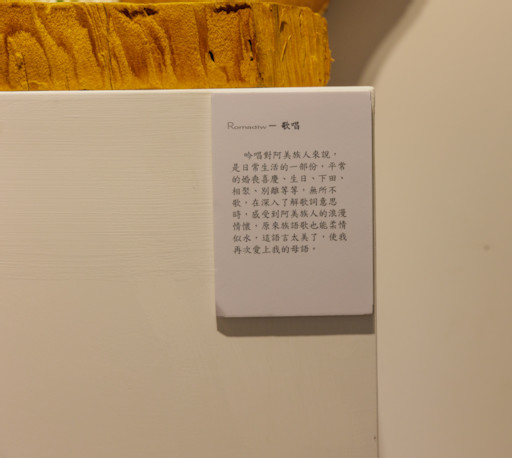 Romadiw — 歌唱
吟唱對阿美族人來說,
是日常生活的一部份,平常
的婚喪喜慶、生日、下田、
相聚、別離等等,無所不
歌,在深入了解歌詞意思
時,感受到阿美族人的浪漫
情懷,原來族語歌也能柔情
似水,這語言太美了,使我
再次愛上我的母語。